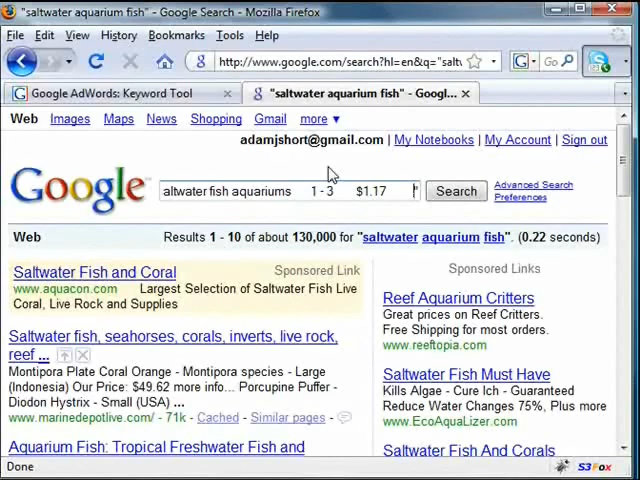 "saltwater aquarium fish" - Google Search - Mozilla Firefox
File Edit View History Bookmarks Tools Help
http://www.google.com/search?hl=en&q="saltw
Go
Google AdWords: Keyword Tool
"saltwater aquarium fish" - Googl...
Web Images Maps News Shopping Gmail more ▼
adamjshort@gmail.com | My Notebooks | My Account | Sign out
Google™
altwater fish aquariums 1 - 3 $1.17 "
Search
Advanced Search
Preferences
Web Results 1 - 10 of about 130,000 for "saltwater aquarium fish". (0.22 seconds)
Saltwater Fish and Coral Sponsored Link
www.aquacon.com Largest Selection of Saltwater Fish Live
Coral, Live Rock and Supplies
Saltwater fish, seahorses, corals, inverts, live rock,
reef ...
Montipora Plate Coral Orange - Montipora species - Large
(Indonesia) Our Price: $49.62 more info... Porcupine Puffer -
Diodon Hystrix - Small (USA) ...
www.marinedepotlive.com/ - 71k - Cached - Similar pages -
Aquarium Fish: Tropical Freshwater Fish and
Sponsored Links
Reef Aquarium Critters
Great prices on Reef Critters.
Free Shipping for most orders.
www.reeftopia.com
Saltwater Fish Must Have
Kills Algae - Cure Ich - Guaranteed
Reduce Water Changes 75%, Plus more
www.EcoAquaLizer.com
Saltwater Fish And Corals
Done
S3Fox